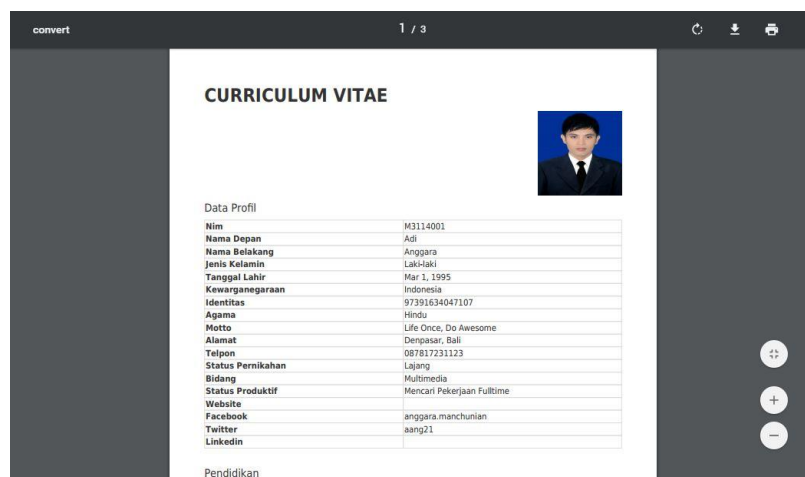 convert
1 / 3
CURRICULUM VITAE
Data Profil
Nim M3114001
Nama Depan Adi
Nama Belakang Anggara
Jenis Kelamin Laki-laki
Tanggal Lahir Mar 1, 1995
Kewarganegaraan Indonesia
Identitas 97391634047107
Agama Hindu
Motto Life Once, Do Awesome
Alamat Denpasar, Bali
Telpon 087817231123
Status Pernikahan Lajang
Bidang Multimedia
Status Produktif Mencari Pekerjaan Fulltime
Website
Facebook anggara.manchunian
Twitter aang21
Linkedin
Pendidikan